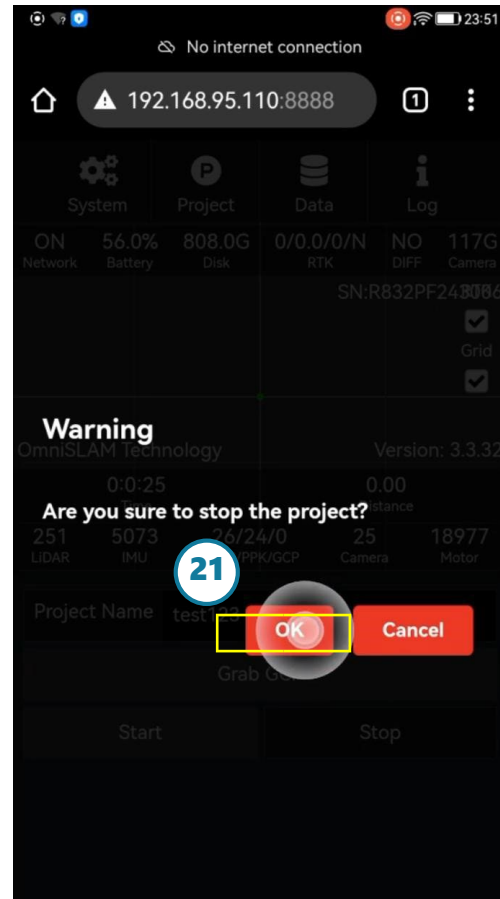 23:51
No internet connection
192.168.95.110:8888
1
System Project Data Log
ON 56.0% 808.0G 0/0.0/0/N NO 117G
Network Battery Disk RTK DIFF Camera
Grid
Warning
OmniSLAM Technology Version: 3.3.32
0:0:25 0.00
Are you sure to stop the project?
251 5073 26/24/0 25 18977
LiDAR IMU /PPK/GCP Camera Motor
21
Project Name test123
OK Cancel
Grab
Start Stop